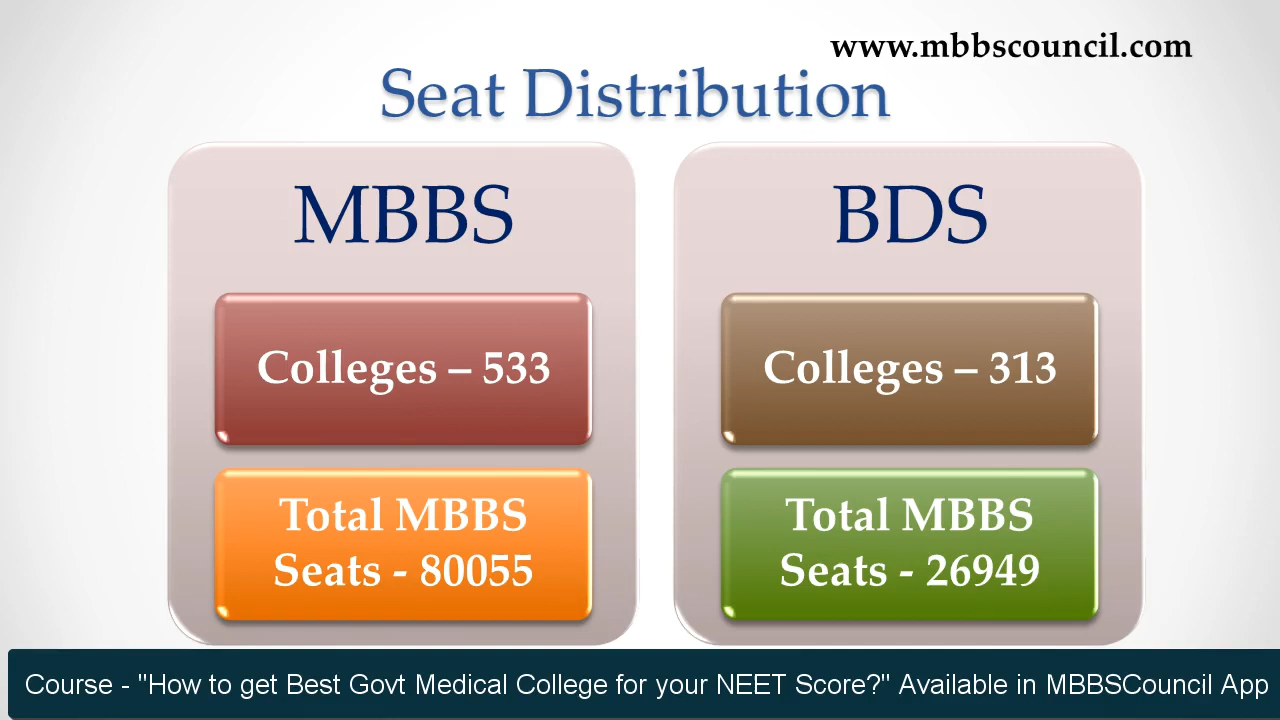 www.mbbscouncil.com
Seat Distribution
MBBS
Colleges – 533
Total MBBS
Seats - 80055
BDS
Colleges – 313
Total MBBS
Seats - 26949
Course - "How to get Best Govt Medical College for your NEET Score?" Available in MBBSCouncil App